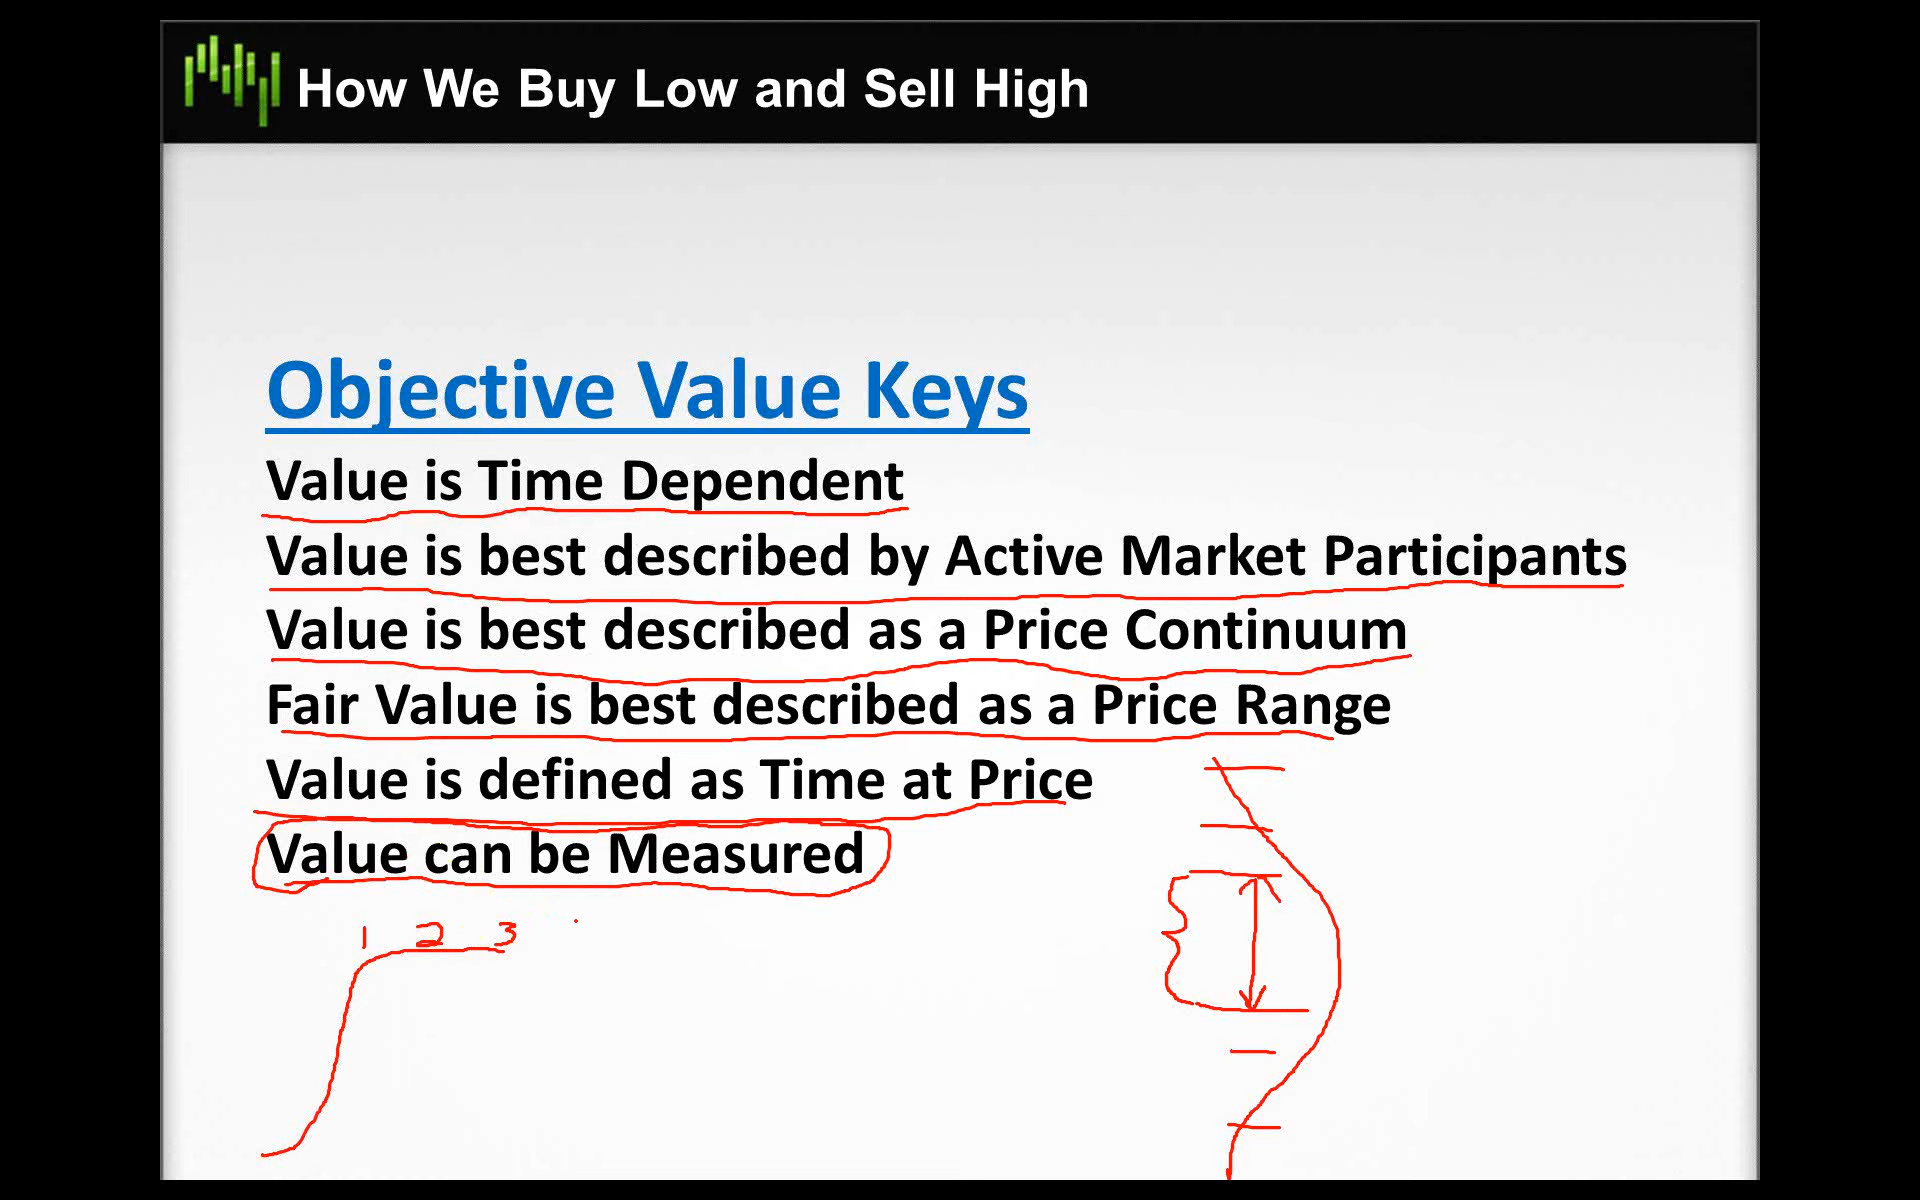 How We Buy Low and Sell High
Objective Value Keys
Value is Time Dependent
Value is best described by Active Market Participants
Value is best described as a Price Continuum
Fair Value is best described as a Price Range
Value is defined as Time at Price
Value can be Measured
1 2 3